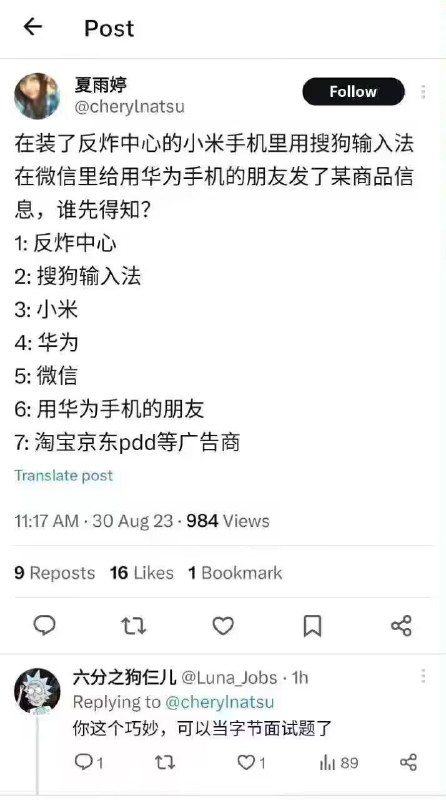 Post
夏雨婷
@cherylnatsu
Follow
在装了反炸中心的小米手机里用搜狗输入法
在微信里给用华为手机的朋友发了某商品信
息，谁先得知？
1: 反炸中心
2: 搜狗输入法
3: 小米
4: 华为
5: 微信
6: 用华为手机的朋友
7: 淘宝京东pdd等广告商
Translate post
11:17 AM · 30 Aug 23 · 984 Views
9 Reposts 16 Likes 1 Bookmark
六分之狗仨儿 @Luna_Jobs · 1h
Replying to @cherylnatsu
你这个巧妙，可以当字节面试题了
1 1 89